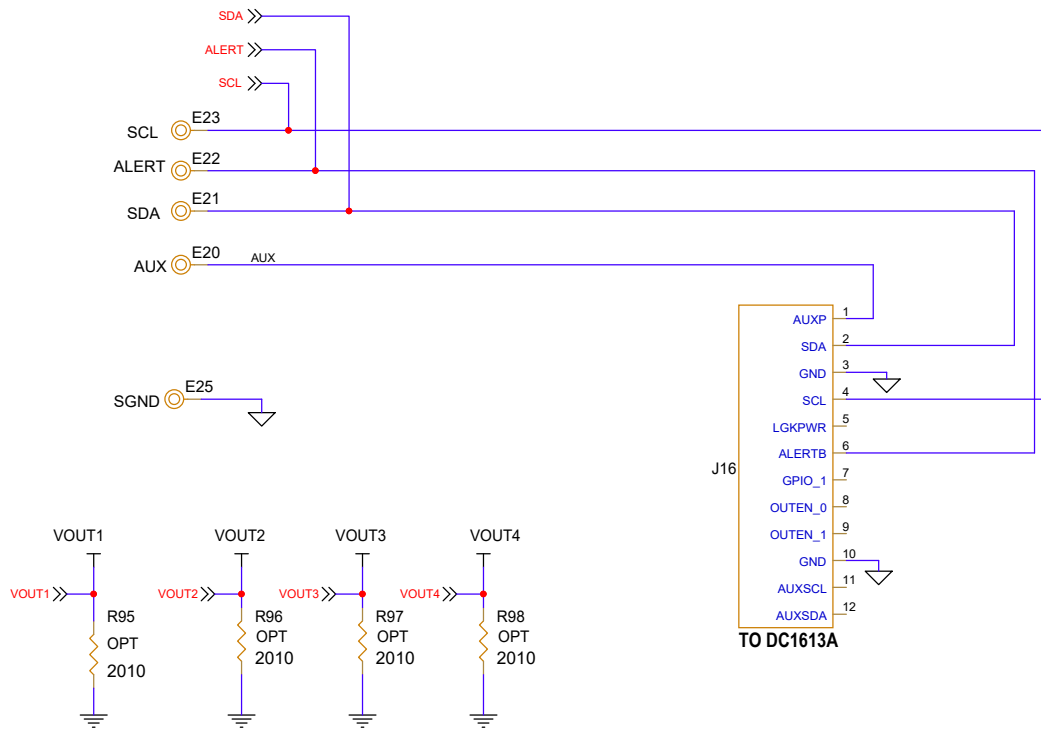 SDA
ALERT
SCL
SCL E23
ALERT E22
SDA E21
AUX E20 AUX
SGND E25
J16
AUXP 1
SDA 2
GND 3
SCL 4
LGKPWR 5
ALERTB 6
GPIO_1 7
OUTEN_0 8
OUTEN_1 9
GND 10
AUXSCL 11
AUXSDA 12
TO DC1613A
VOUT1 VOUT2 VOUT3 VOUT4
VOUT1 VOUT2 VOUT3 VOUT4
R95 R96 R97 R98
OPT OPT OPT OPT
2010 2010 2010 2010